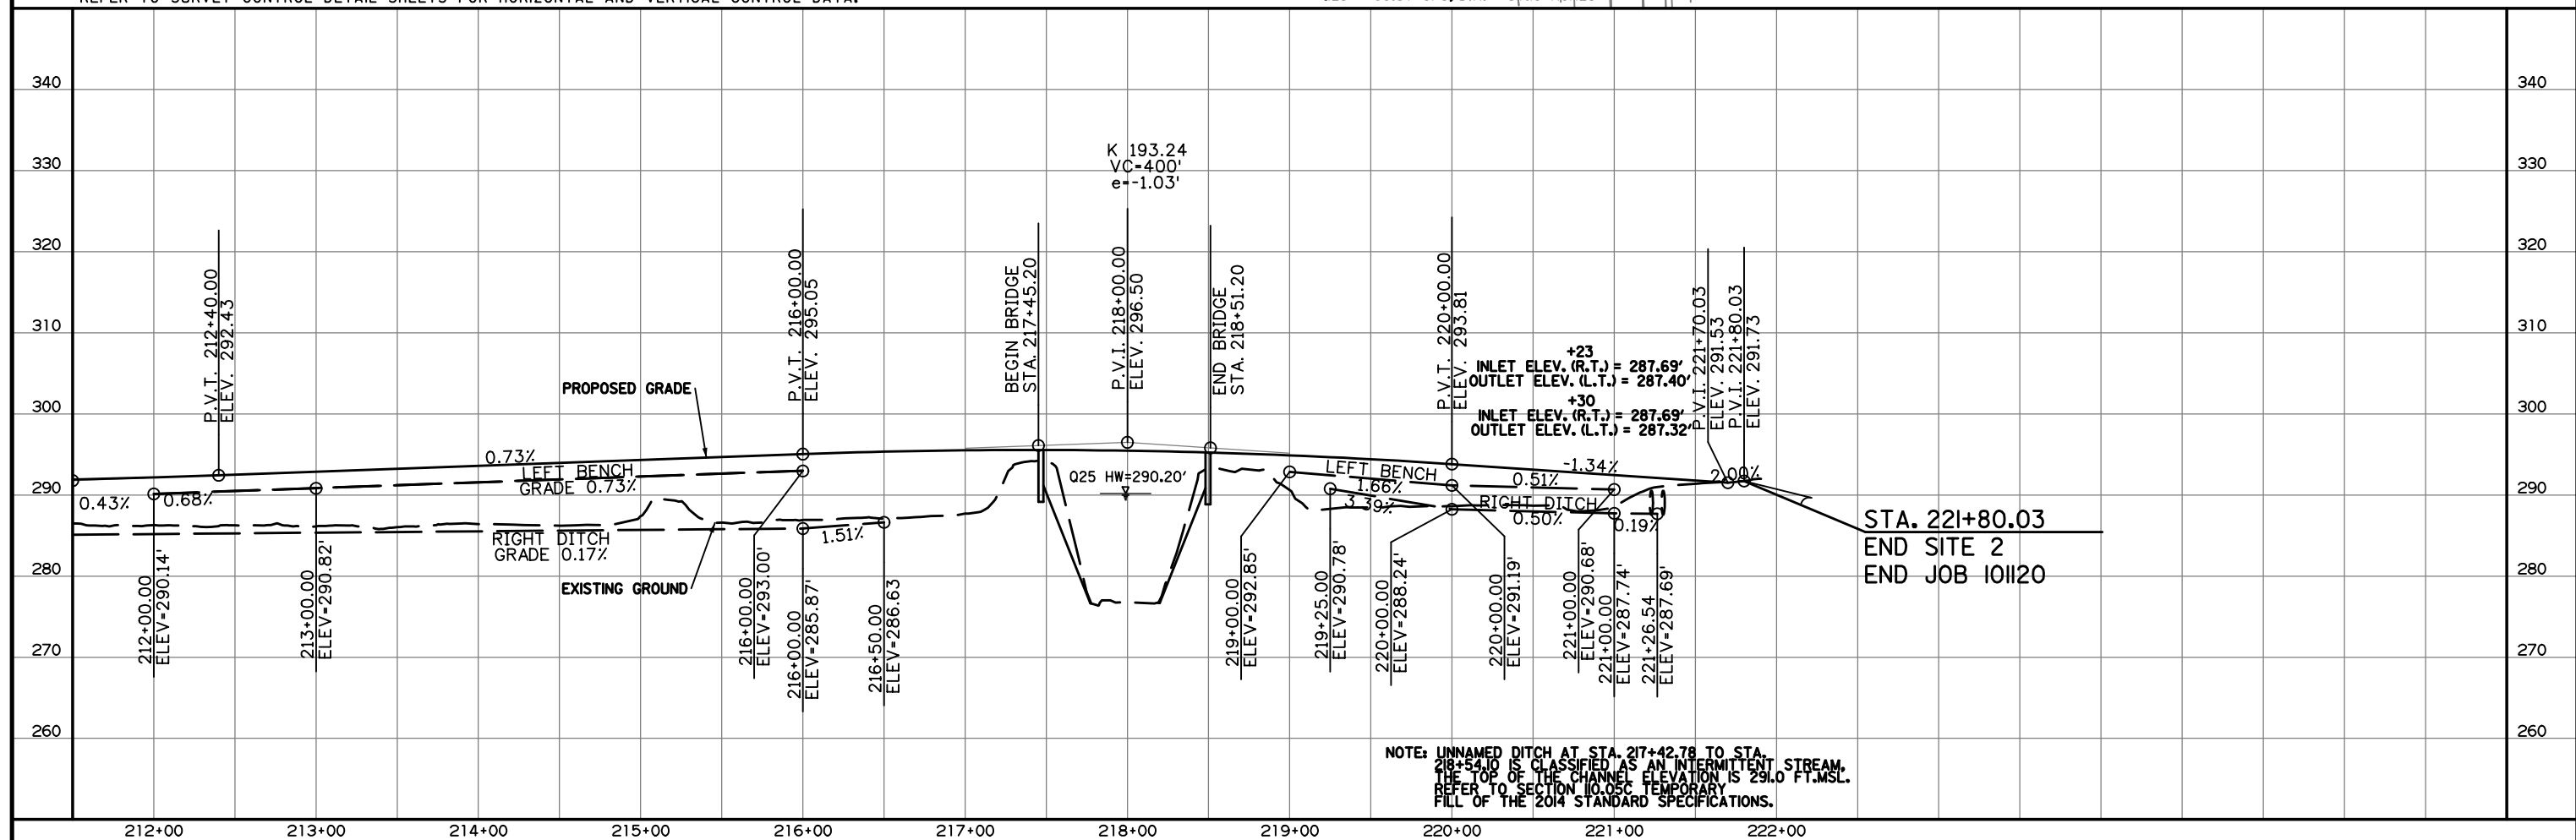 REFER TO SURVEY CONTROL DETAIL SHEETS FOR HORIZONTAL AND VERTICAL CONTROL DATA.
340
340
330
330
320
320
310
310
300
300
290
290
280
280
270
270
260
260
K 193.24
VC=400'
e=-1.03'
P.V.T. 212+40.00
ELEV. 292.43
P.V.T. 216+00.00
ELEV. 295.05
BEGIN BRIDGE
STA. 217+45.20
P.V.I. 218+00.00
ELEV. 296.50
END BRIDGE
STA. 218+51.20
P.V.T. 220+00.00
ELEV. 293.81
P.V.I. 221+70.03
ELEV. 291.53
P.V.I. 221+80.03
ELEV. 291.73
+23
INLET ELEV. (R.T.) = 287.69'
OUTLET ELEV. (L.T.) = 287.40'
+30
INLET ELEV. (R.T.) = 287.69'
OUTLET ELEV. (L.T.) = 287.32'
PROPOSED GRADE
0.73%
LEFT BENCH
GRADE 0.73%
0.43%
0.68%
Q25 HW=290.20'
LEFT BENCH
-1.34%
2.00%
1.66%
0.51%
3.39%
RIGHT DITCH
0.50%
0.19%
RIGHT DITCH
GRADE 0.17%
1.51%
EXISTING GROUND
STA. 221+80.03
END SITE 2
END JOB 101120
212+00.00
ELEV=290.14'
213+00.00
ELEV=290.82'
216+00.00
ELEV=293.00'
216+00.00
ELEV=285.87'
216+50.00
ELEV=286.63
219+00.00
ELEV=292.85'
219+25.00
ELEV=290.78'
220+00.00
ELEV=288.24'
220+00.00
ELEV=291.19'
221+00.00
ELEV=290.68'
221+00.00
ELEV=287.74'
221+26.54
ELEV=287.69'
NOTE: UNNAMED DITCH AT STA. 217+42.78 TO STA.
218+54.10 IS CLASSIFIED AS AN INTERMITTENT STREAM.
THE TOP OF THE CHANNEL ELEVATION IS 291.0 FT.MSL.
REFER TO SECTION 110.05C TEMPORARY
FILL OF THE 2014 STANDARD SPECIFICATIONS.
212+00
213+00
214+00
215+00
216+00
217+00
218+00
219+00
220+00
221+00
222+00